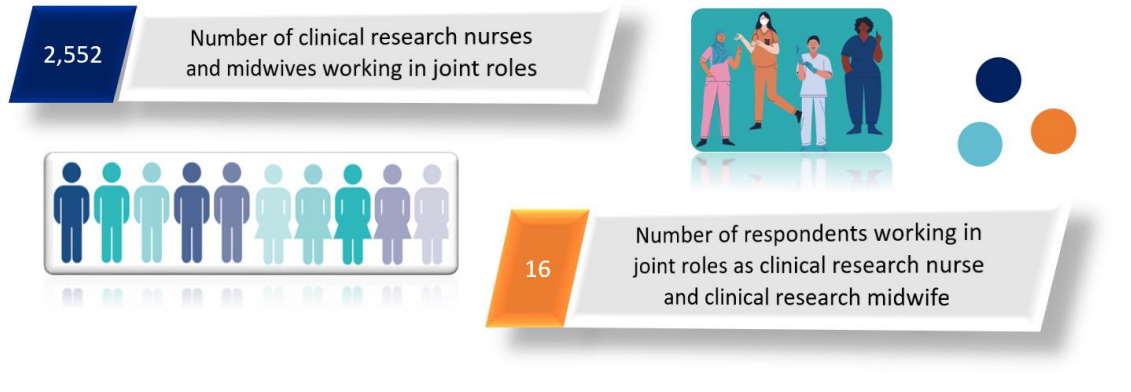 2,552
Number of clinical research nurses
and midwives working in joint roles
16
Number of respondents working in
joint roles as clinical research nurse
and clinical research midwife